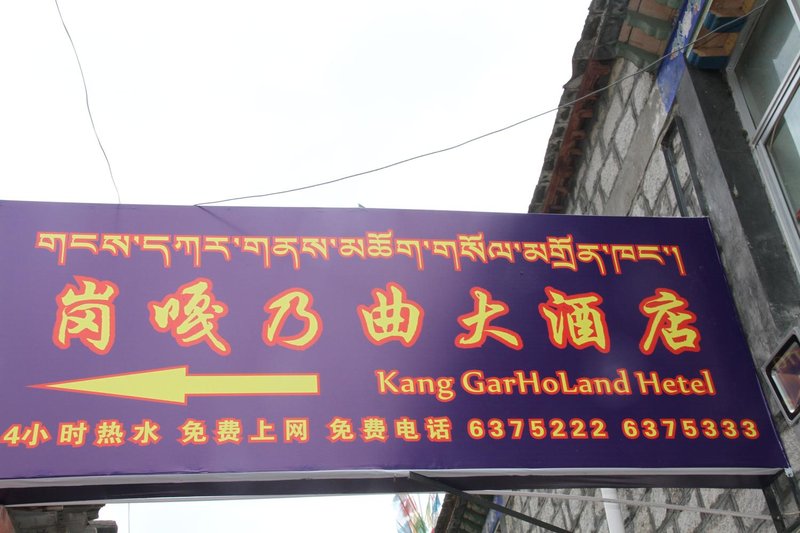 གངས་དཀར་གནས་མཆོག་གསོལ་མགྲོན་ཁང་།
岗嘎乃曲大酒店
Kang GarHoLand Hetel
4小时热水 免费上网 免费电话 6375222 6375333